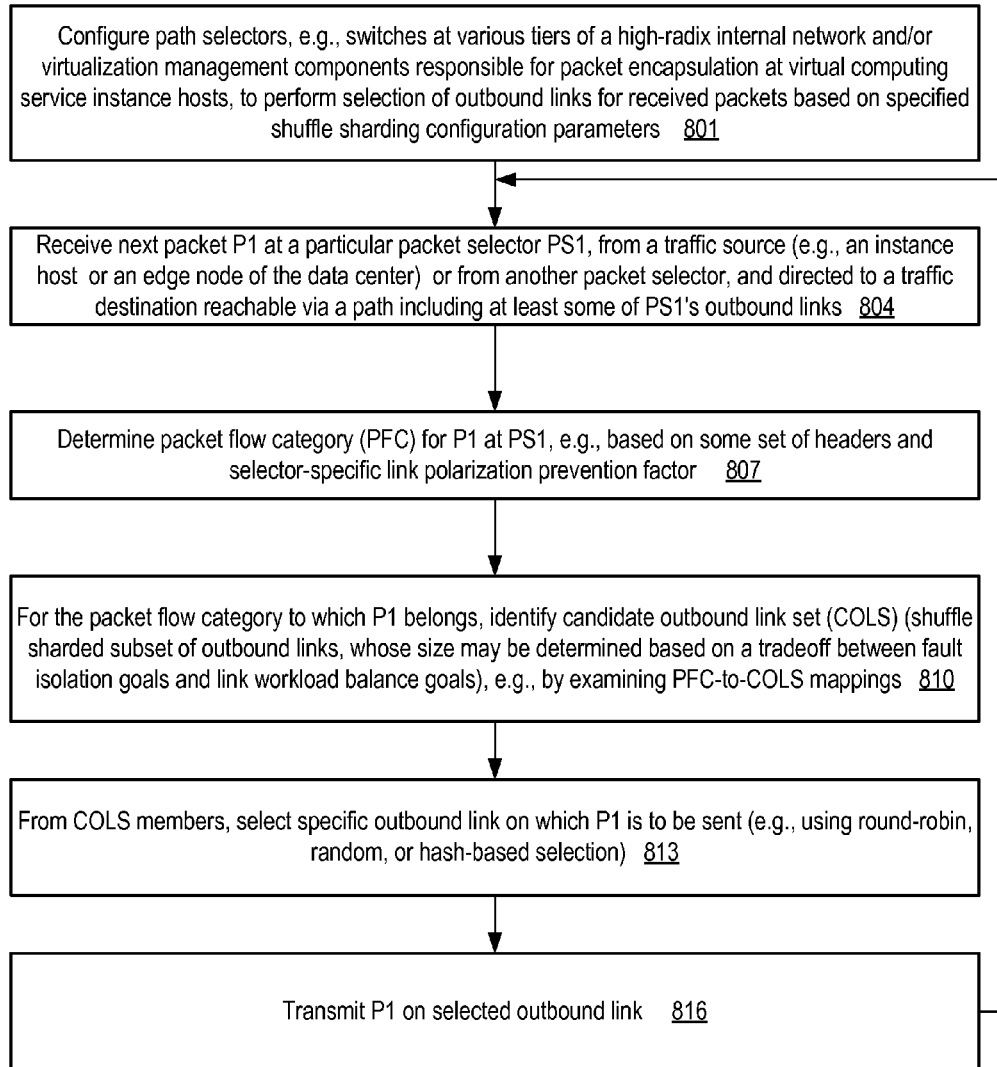 Configure path selectors, e.g., switches at various tiers of a high-radix internal network and/or
virtualization management components responsible for packet encapsulation at virtual computing
service instance hosts, to perform selection of outbound links for received packets based on specified
shuffle sharding configuration parameters 801
Receive next packet P1 at a particular packet selector PS1, from a traffic source (e.g., an instance
host or an edge node of the data center) or from another packet selector, and directed to a traffic
destination reachable via a path including at least some of PS1's outbound links 804
Determine packet flow category (PFC) for P1 at PS1, e.g., based on some set of headers and
selector-specific link polarization prevention factor 807
For the packet flow category to which P1 belongs, identify candidate outbound link set (COLS) (shuffle
sharded subset of outbound links, whose size may be determined based on a tradeoff between fault
isolation goals and link workload balance goals), e.g., by examining PFC-to-COLS mappings 810
From COLS members, select specific outbound link on which P1 is to be sent (e.g., using round-robin,
random, or hash-based selection) 813
Transmit P1 on selected outbound link 816